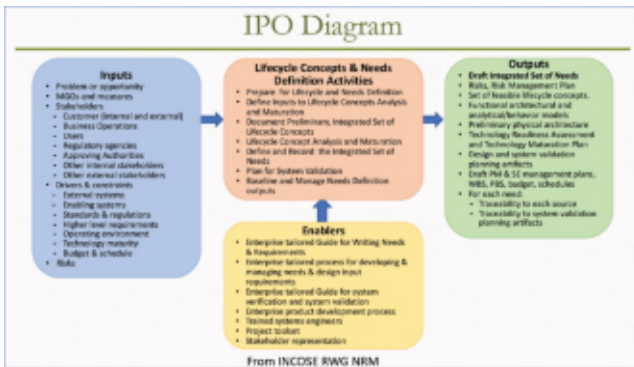 IPO Diagram
Inputs
• Problem or opportunity
• MGOs and measures
• Stakeholders
– Customer (internal and external)
– Business Operations
– Users
– Regulatory agencies
– Approving Authorities
– Other internal stakeholders
– Other external stakeholders
• Drivers & constraints
– External systems
– Enabling systems
– Standards & regulations
– Higher level requirements
– Operating environment
– Technology maturity
– Budget & schedule
• Risks
Lifecycle Concepts & Needs
Definition Activities
• Prepare for Lifecycle and Needs Definition
• Define Inputs to Lifecycle Concepts Analysis
and Maturation
• Document Preliminary, Integrated Set of
Lifecycle Concepts
• Lifecycle Concept Analysis and Maturation
• Define and Record the Integrated Set of
Needs
• Plan for System Validation
• Baseline and Manage Needs Definition
outputs
Enablers
• Enterprise tailored Guide for Writing Needs
& Requirements
• Enterprise tailored process for developing &
managing needs & design input
requirements
• Enterprise tailored Guide for system
verification and system validation
• Enterprise product development process
• Trained systems engineers
• Project toolset
• Stakeholder representation
Outputs
• Draft Integrated Set of Needs
• Risks, Risk Management Plan
• Set of feasible lifecycle concepts.
• Functional architectural and
analytical/behavior models
• Preliminary physical architecture
• Technology Readiness Assessment
and Technology Maturation Plan
• Design and system validation
planning artifacts
• Draft PM & SE management plans,
WBS, PBS, budget, schedules
• For each need:
• Traceability to each source
• Traceability to system validation
planning artifacts
From INCOSE RWG NRM